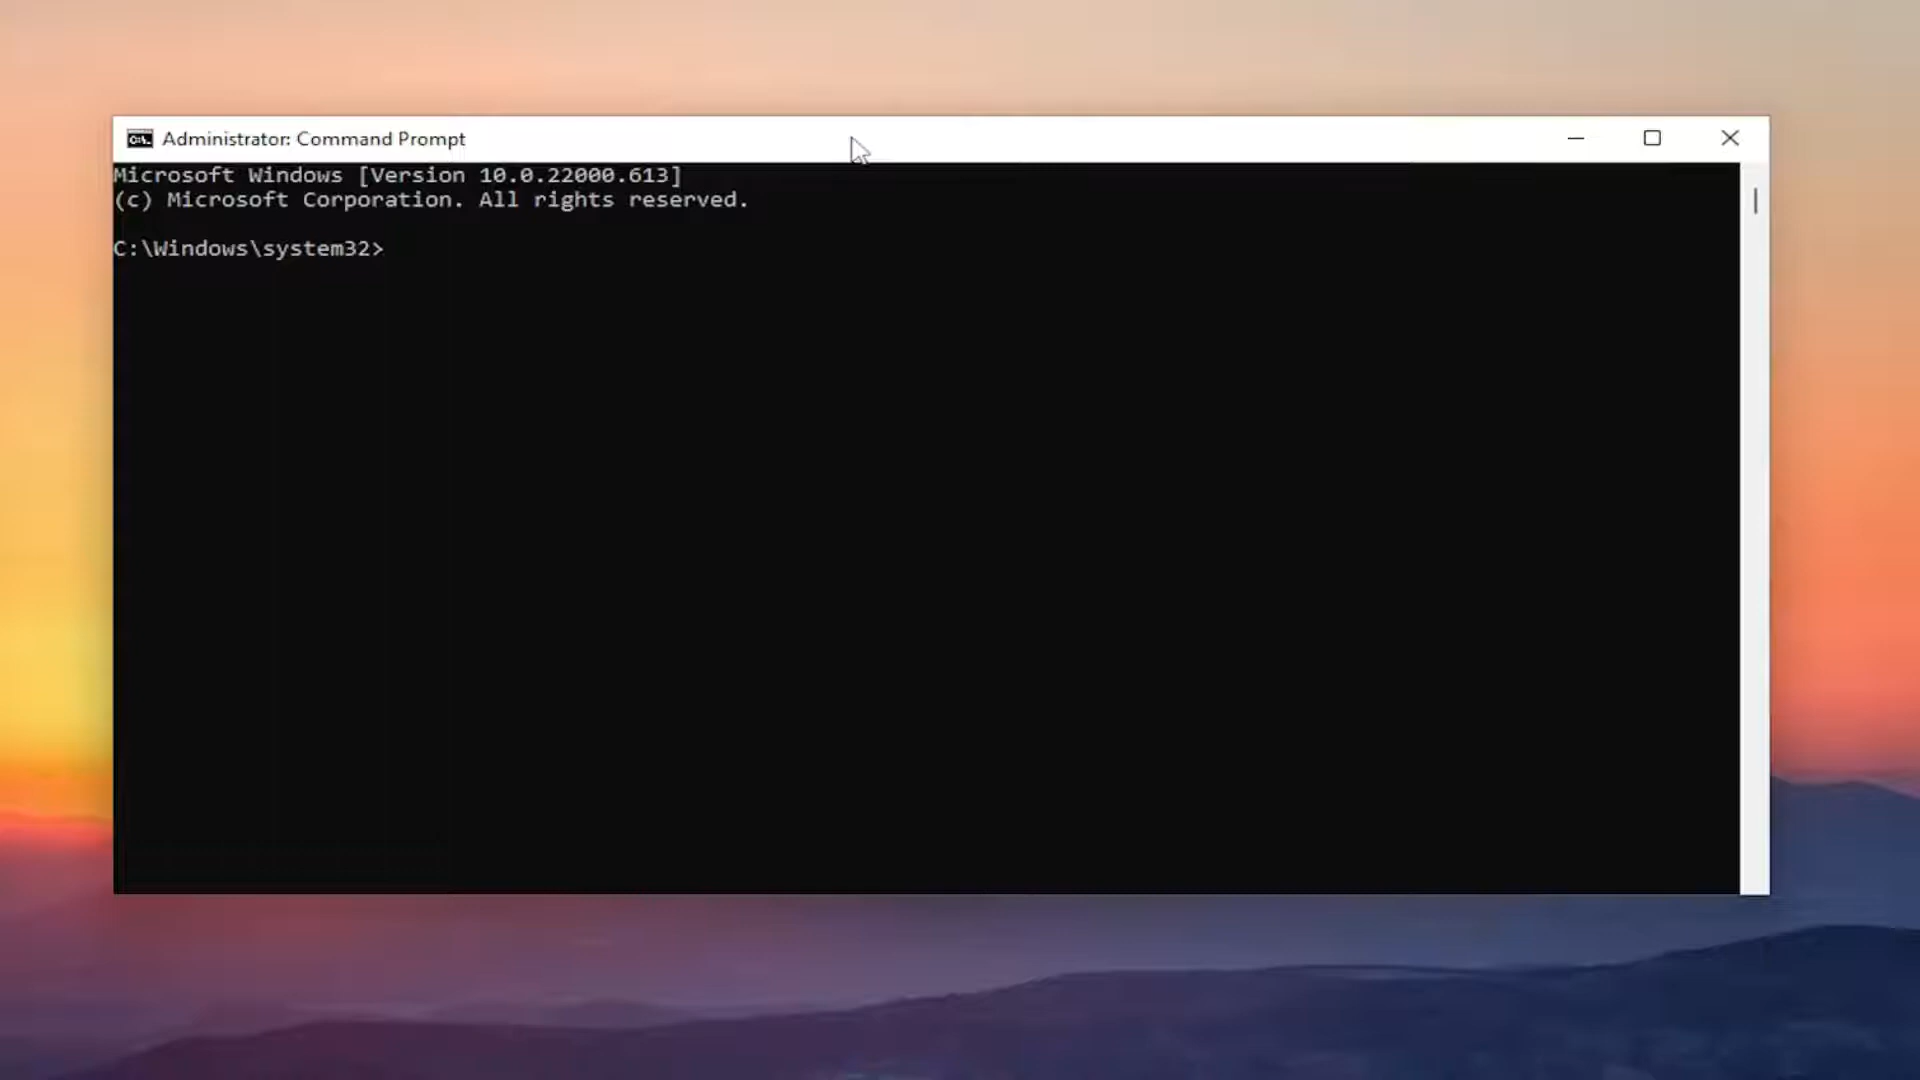 Administrator: Command Prompt
Microsoft Windows [Version 10.0.22000.613]
(c) Microsoft Corporation. All rights reserved.
C:\Windows\system32>